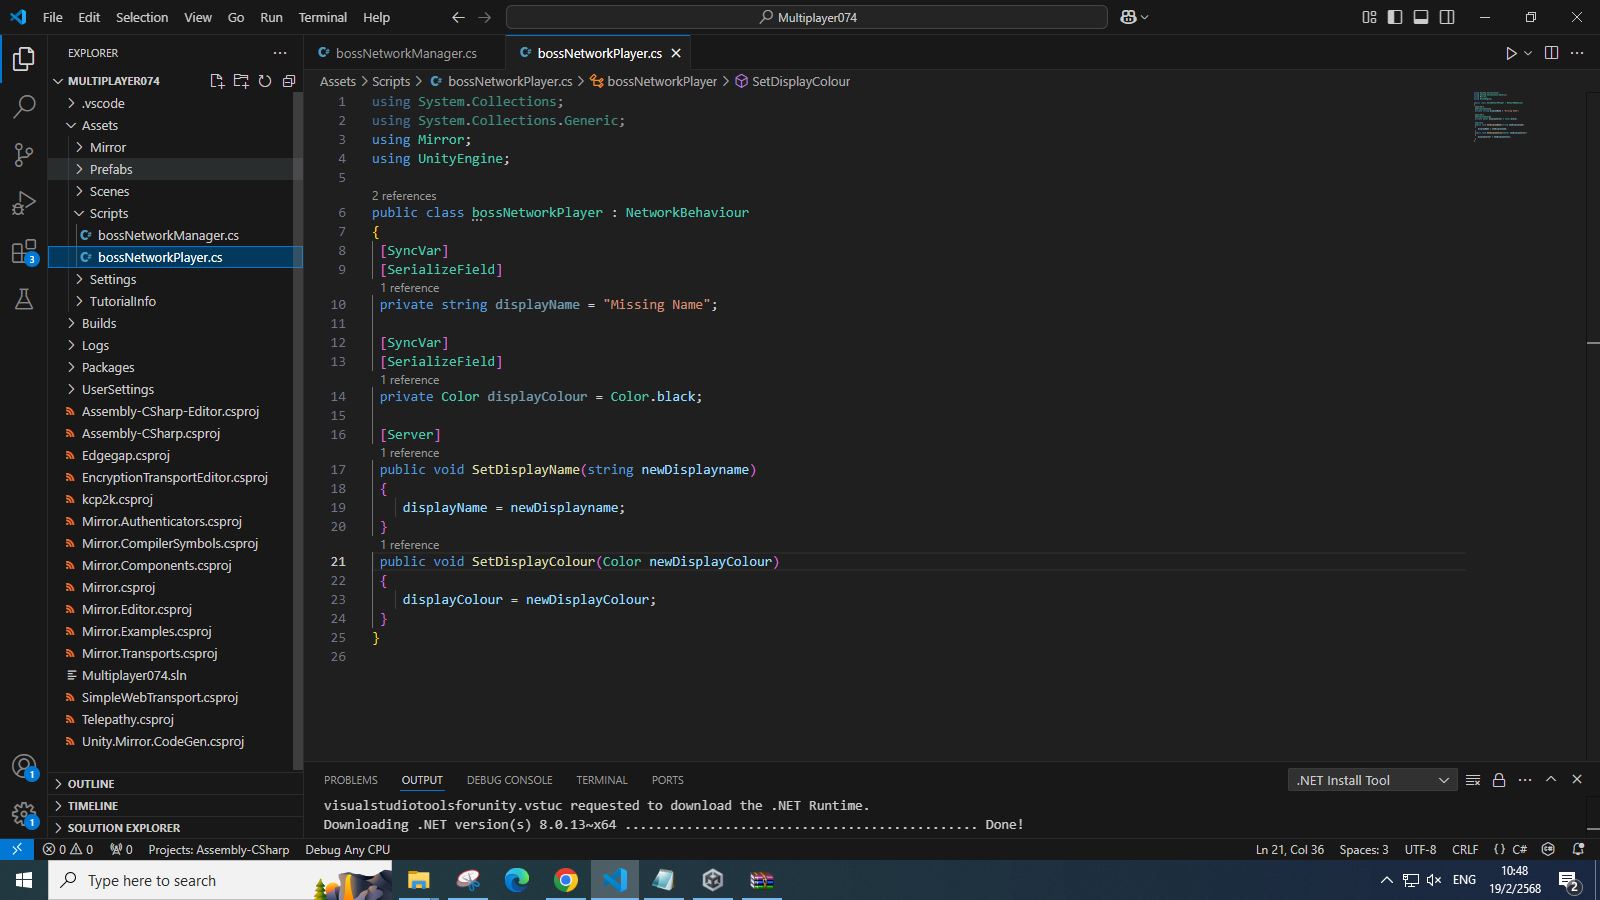 File Edit Selection View Go Run Terminal Help
Multiplayer074
EXPLORER
MULTIPLAYER074
.vscode
Assets
Mirror
Prefabs
Scenes
Scripts
bossNetworkManager.cs
bossNetworkPlayer.cs
Settings
TutorialInfo
Builds
Logs
Packages
UserSettings
Assembly-CSharp-Editor.csproj
Assembly-CSharp.csproj
Edgegap.csproj
EncryptionTransportEditor.csproj
kcp2k.csproj
Mirror.Authenticators.csproj
Mirror.CompilerSymbols.csproj
Mirror.Components.csproj
Mirror.csproj
Mirror.Editor.csproj
Mirror.Examples.csproj
Mirror.Transports.csproj
Multiplayer074.sln
SimpleWebTransport.csproj
Telepathy.csproj
Unity.Mirror.CodeGen.csproj
OUTLINE
TIMELINE
SOLUTION EXPLORER
3
1
1
bossNetworkManager.cs bossNetworkPlayer.cs
Assets > Scripts > bossNetworkPlayer.cs > bossNetworkPlayer > SetDisplayColour
1 using System.Collections;
2 using System.Collections.Generic;
3 using Mirror;
4 using UnityEngine;
5
2 references
6 public class bossNetworkPlayer : NetworkBehaviour
7 {
8 [SyncVar]
9 [SerializeField]
1 reference
10 private string displayName = "Missing Name";
11
12 [SyncVar]
13 [SerializeField]
1 reference
14 private Color displayColour = Color.black;
15
16 [Server]
1 reference
17 public void SetDisplayName(string newDisplayname)
18 {
19 displayName = newDisplayname;
20 }
1 reference
21 public void SetDisplayColour(Color newDisplayColour)
22 {
23 displayColour = newDisplayColour;
24 }
25 }
26
PROBLEMS OUTPUT DEBUG CONSOLE TERMINAL PORTS
.NET Install Tool
visualstudiotoolsforunity.vstuc requested to download the .NET Runtime.
Downloading .NET version(s) 8.0.13~x64 .............................................. Done!
0 0 0 Projects: Assembly-CSharp Debug Any CPU
Ln 21, Col 36 Spaces: 3 UTF-8 CRLF {} C#
Type here to search
ENG
10:48
19/2/2568
2